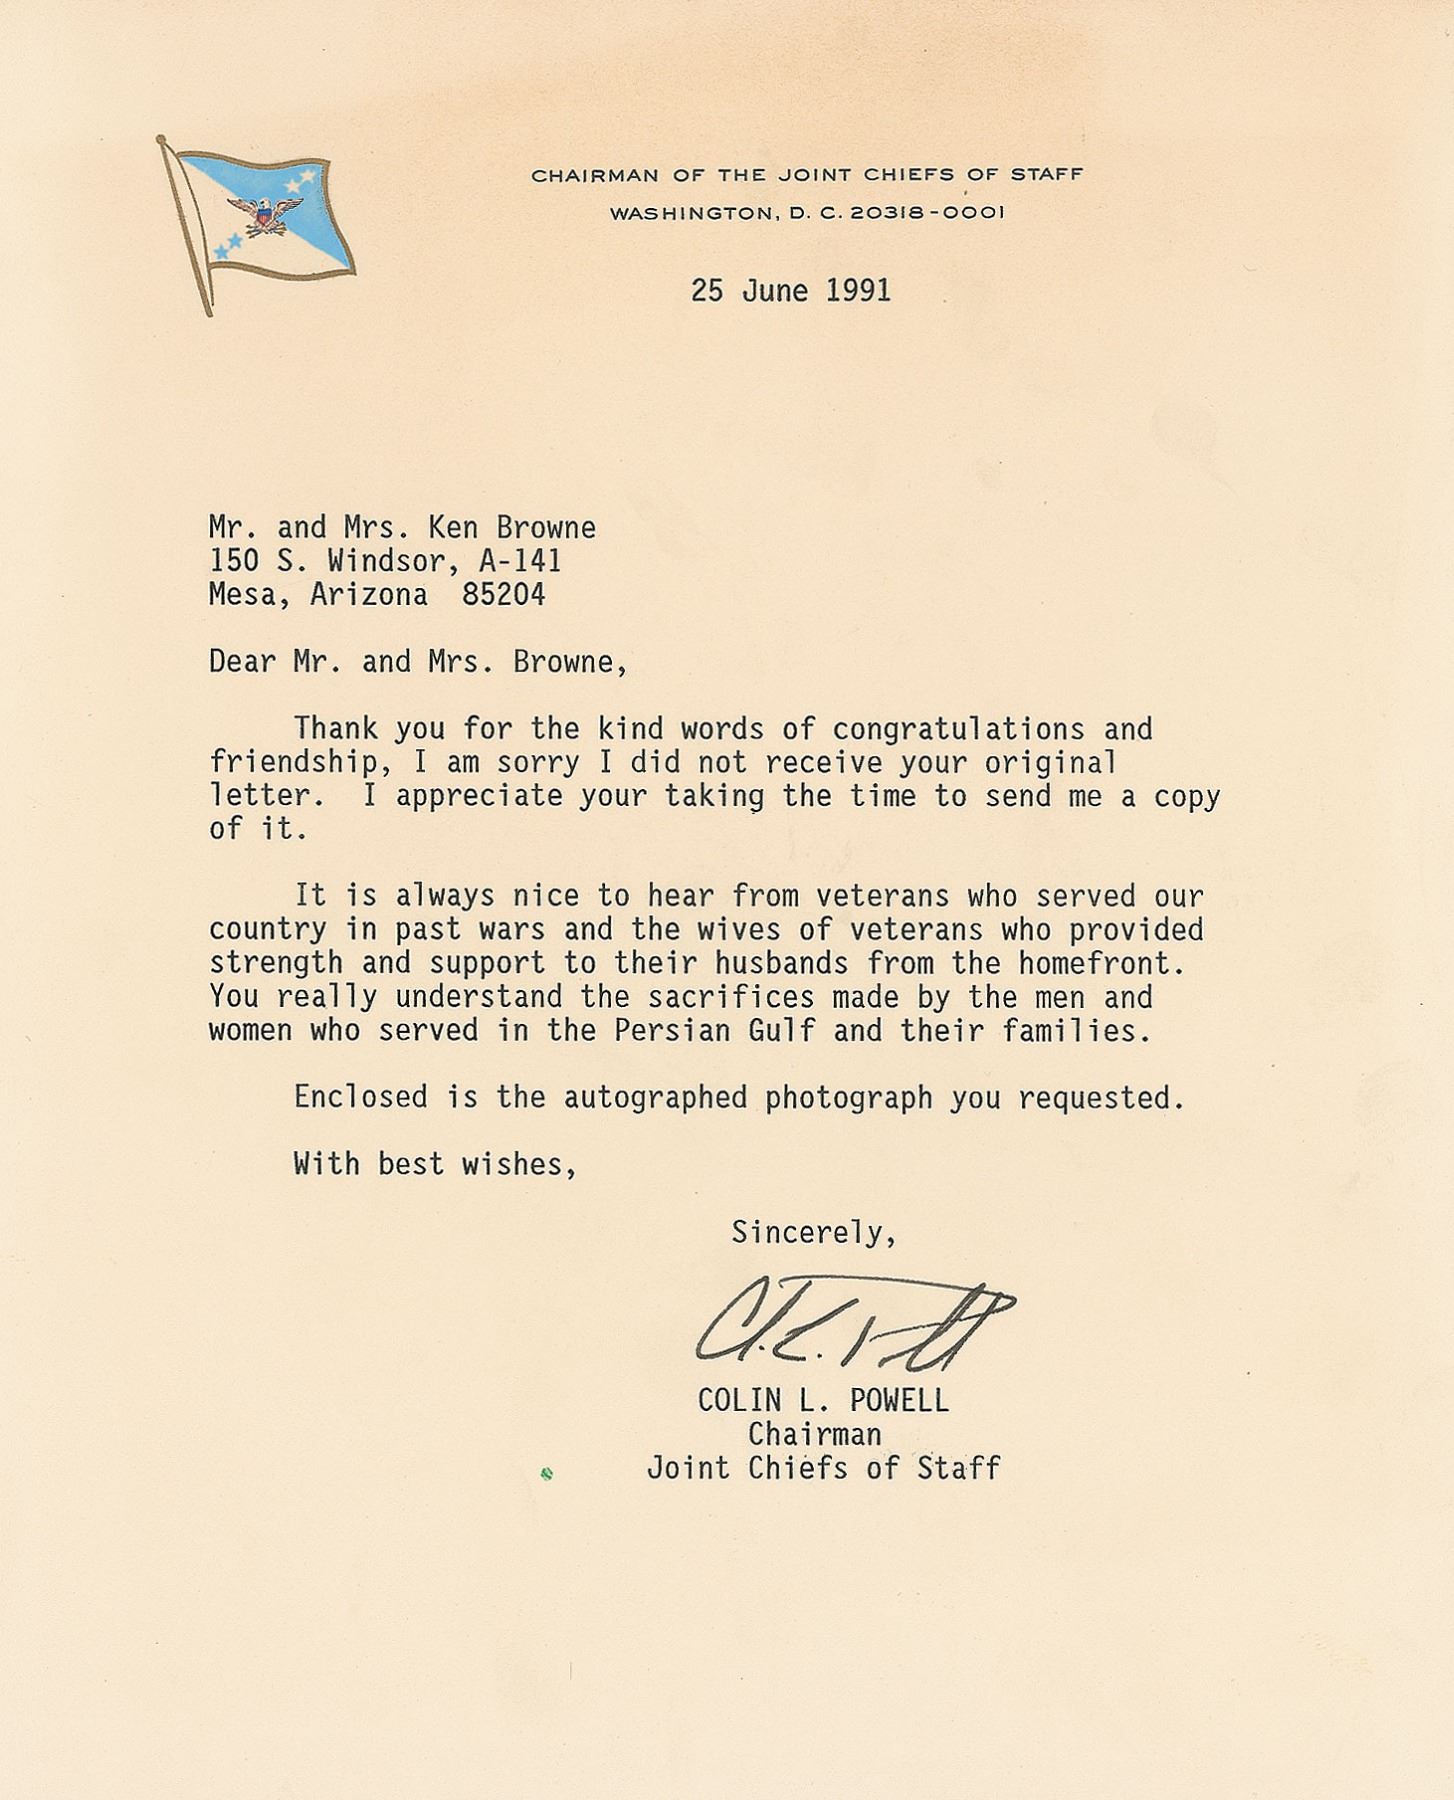 CHAIRMAN OF THE JOINT CHIEFS OF STAFF
WASHINGTON, D. C. 20318-0001
25 June 1991
Mr. and Mrs. Ken Browne
150 S. Windsor, A-141
Mesa, Arizona  85204
Dear Mr. and Mrs. Browne,
Thank you for the kind words of congratulations and
friendship, I am sorry I did not receive your original
letter.  I appreciate your taking the time to send me a copy
of it.
It is always nice to hear from veterans who served our
country in past wars and the wives of veterans who provided
strength and support to their husbands from the homefront.
You really understand the sacrifices made by the men and
women who served in the Persian Gulf and their families.
Enclosed is the autographed photograph you requested.
With best wishes,
Sincerely,
COLIN L. POWELL
Chairman
Joint Chiefs of Staff